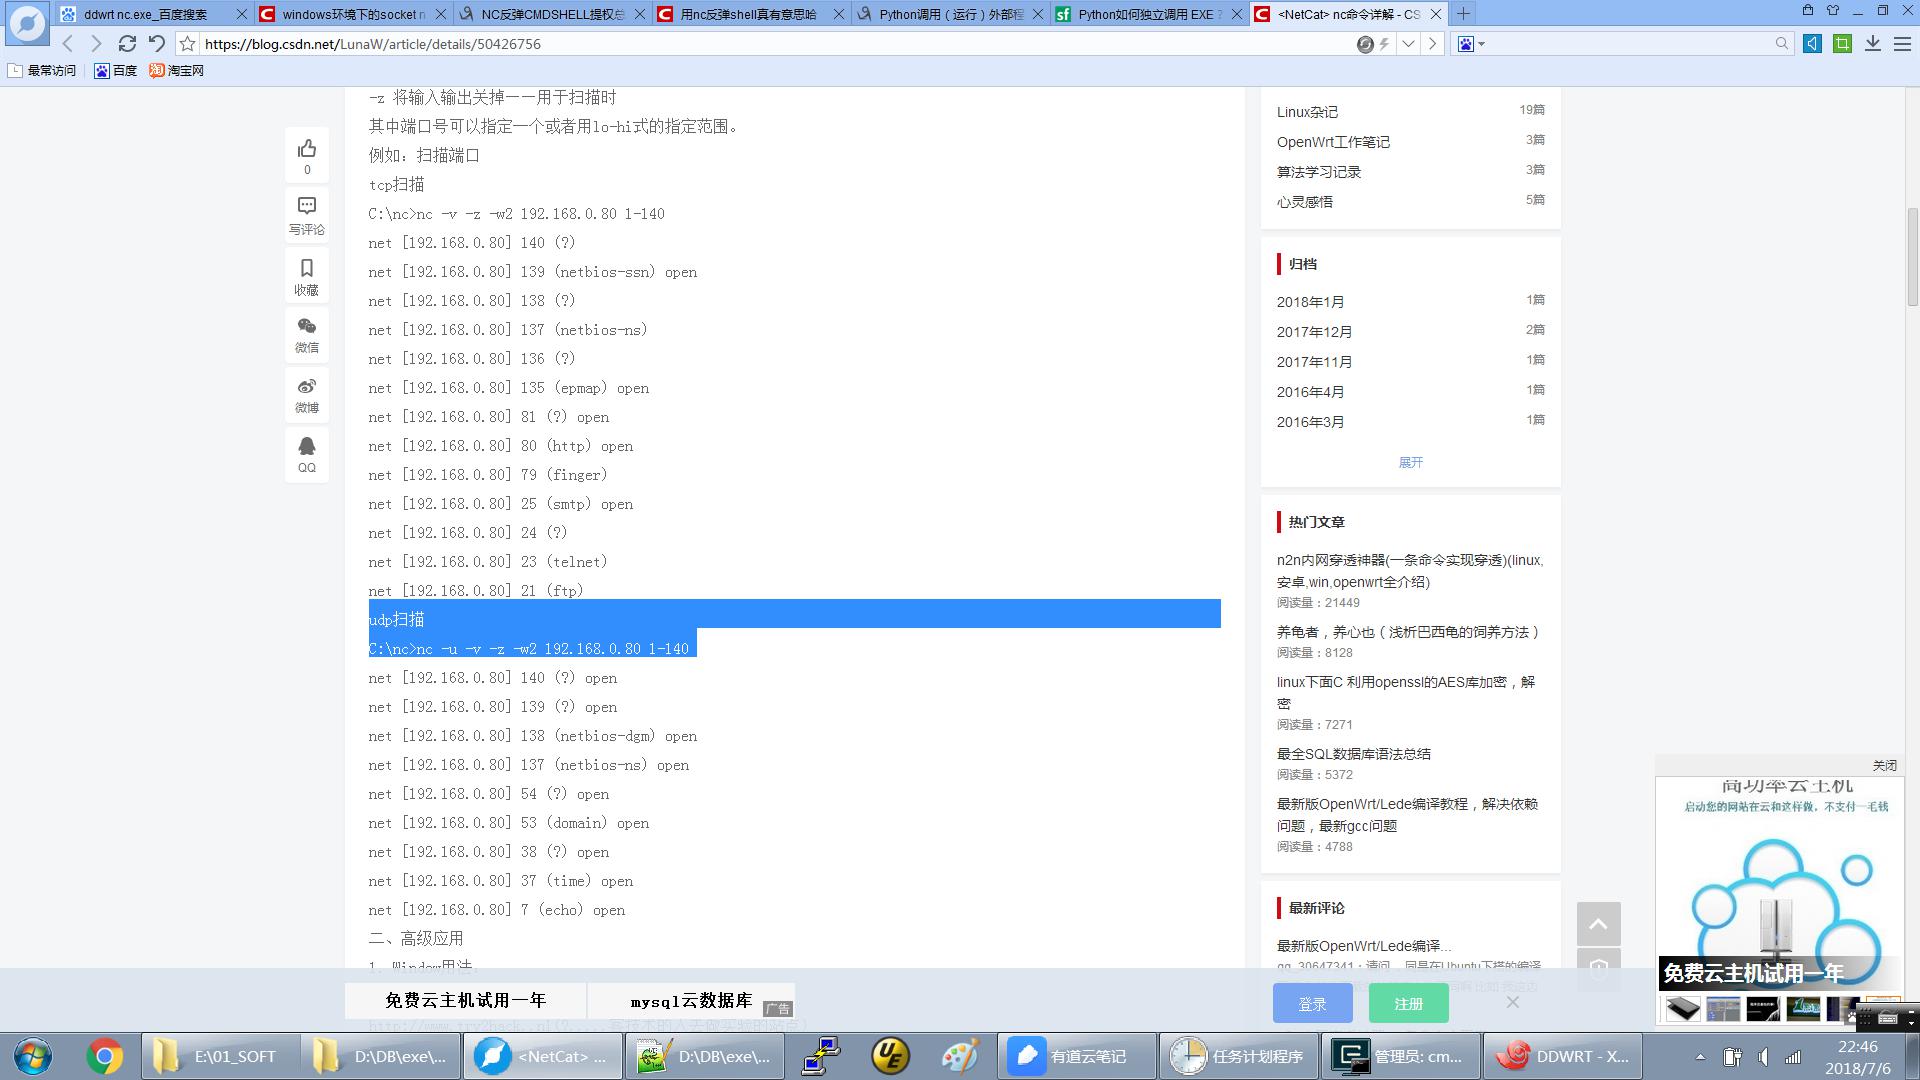 ddwrt nc.exe_百度搜索
windows环境下的socket n
NC反弹CMDSHELL提权总
用nc反弹shell真有意思哈
Python调用（运行）外部程
Python如何独立调用 EXE ?
<NetCat> nc命令详解 - CS
https://blog.csdn.net/LunaW/article/details/50426756
最常访问
百度
淘宝网
0
写评论
收藏
微信
微博
QQ
-z 将输入输出关掉——用于扫描时
其中端口号可以指定一个或者用lo-hi式的指定范围。
例如：扫描端口
tcp扫描
C:\nc>nc -v -z -w2 192.168.0.80 1-140
net [192.168.0.80] 140 (?)
net [192.168.0.80] 139 (netbios-ssn) open
net [192.168.0.80] 138 (?)
net [192.168.0.80] 137 (netbios-ns)
net [192.168.0.80] 136 (?)
net [192.168.0.80] 135 (epmap) open
net [192.168.0.80] 81 (?) open
net [192.168.0.80] 80 (http) open
net [192.168.0.80] 79 (finger)
net [192.168.0.80] 25 (smtp) open
net [192.168.0.80] 24 (?)
net [192.168.0.80] 23 (telnet)
net [192.168.0.80] 21 (ftp)
udp扫描
C:\nc>nc -u -v -z -w2 192.168.0.80 1-140
net [192.168.0.80] 140 (?) open
net [192.168.0.80] 139 (?) open
net [192.168.0.80] 138 (netbios-dgm) open
net [192.168.0.80] 137 (netbios-ns) open
net [192.168.0.80] 54 (?) open
net [192.168.0.80] 53 (domain) open
net [192.168.0.80] 38 (?) open
net [192.168.0.80] 37 (time) open
net [192.168.0.80] 7 (echo) open
二、高级应用
1. Window用法
Linux杂记 19篇
OpenWrt工作笔记 3篇
算法学习记录 3篇
心灵感悟 5篇
归档
2018年1月 1篇
2017年12月 2篇
2017年11月 1篇
2016年4月 1篇
2016年3月 1篇
展开
热门文章
n2n内网穿透神器(一条命令实现穿透)(linux,
安卓,win,openwrt全介绍)
阅读量：21449
养龟者，养心也（浅析巴西龟的饲养方法）
阅读量：8128
linux下面C 利用openssl的AES库加密，解
密
阅读量：7271
最全SQL数据库语法总结
阅读量：5372
最新版OpenWrt/Lede编译教程，解决依赖
问题，最新gcc问题
阅读量：4788
最新评论
最新版OpenWrt/Lede编译...
qq_30647341：请问，同是在Ubuntu下搭的编译
关闭
高功率云主机
启动您的网站在云和这样做。不支付一毛钱
免费云主机试用一年
免费云主机试用一年
mysql云数据库
广告
登录
注册
E:\01_SOFT
D:\DB\exe\...
<NetCat> ...
D:\DB\exe\...
有道云笔记
任务计划程序
管理员: cm...
DDWRT - X...
22:46
2018/7/6